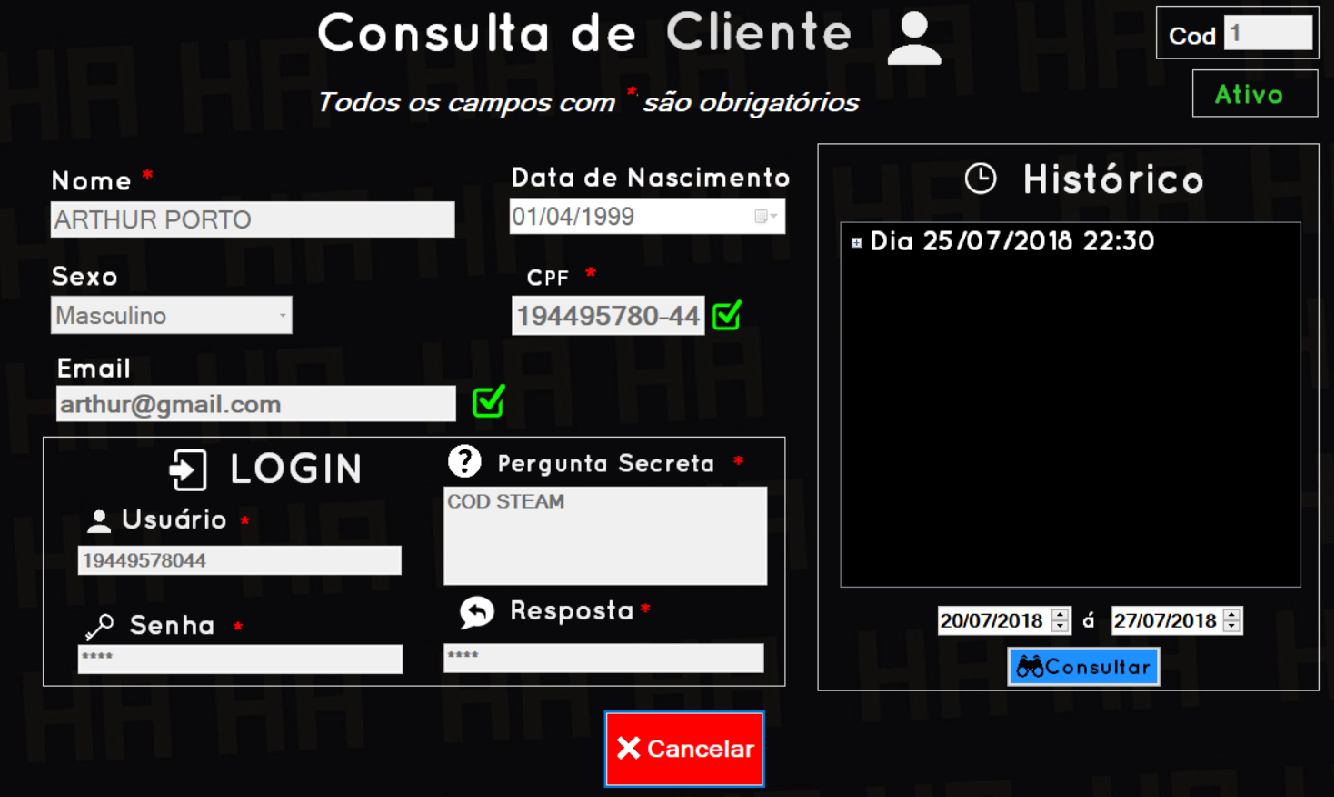 Consulta de Cliente
Cod 1
Todos os campos com * são obrigatórios
Ativo
Nome *
ARTHUR PORTO
Data de Nascimento
01/04/1999
Sexo
Masculino
CPF *
194495780-44
Email
arthur@gmail.com
LOGIN
Usuário *
19449578044
Senha *
****
Pergunta Secreta *
COD STEAM
Resposta *
****
Histórico
Dia 25/07/2018 22:30
20/07/2018 á 27/07/2018
Consultar
Cancelar